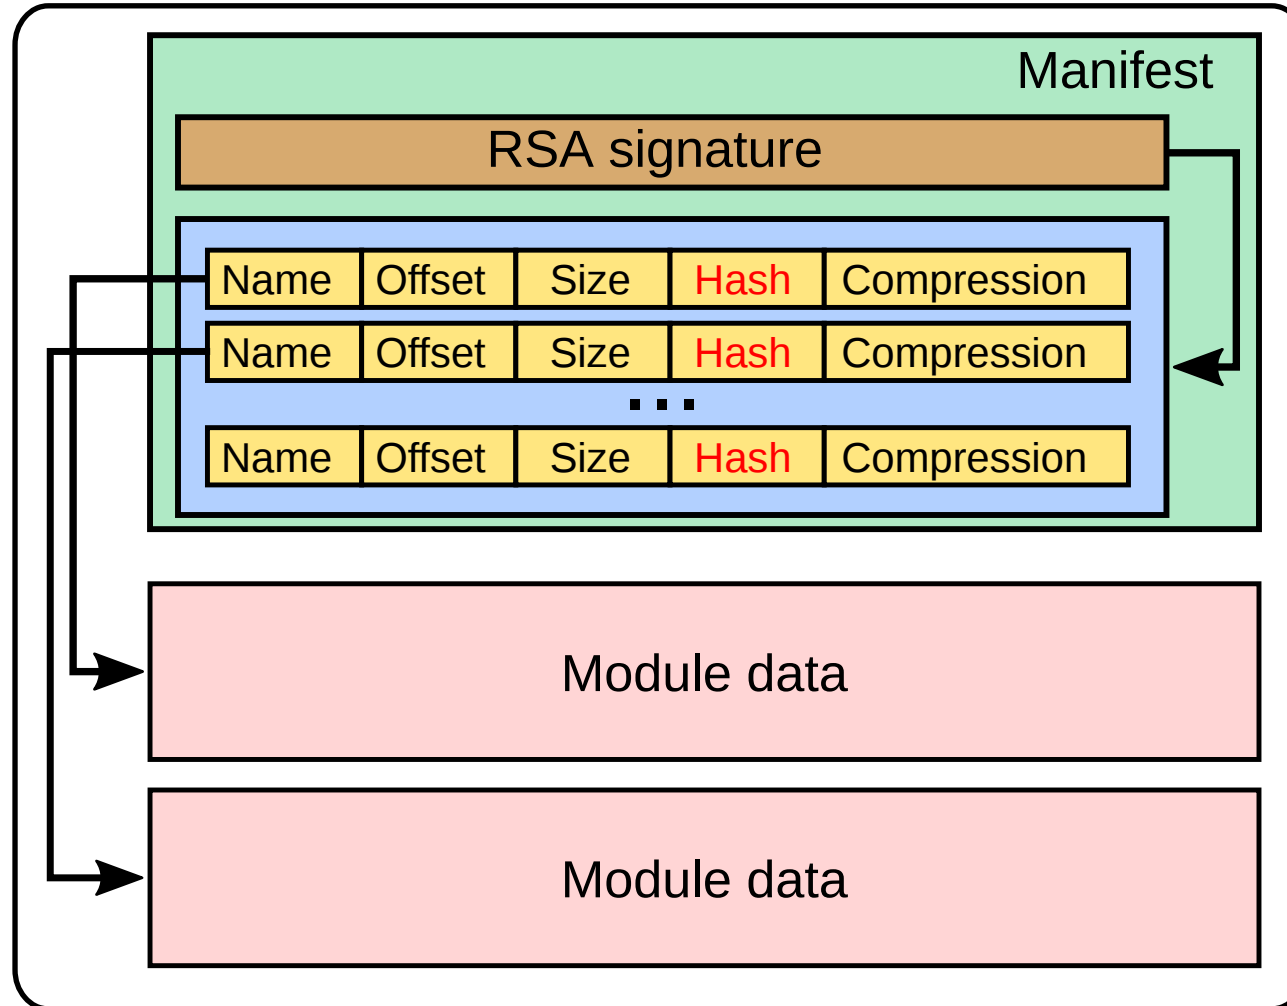 Manifest
RSA signature
Name Offset Size Hash Compression
Name Offset Size Hash Compression
...
Name Offset Size Hash Compression
Module data
Module data